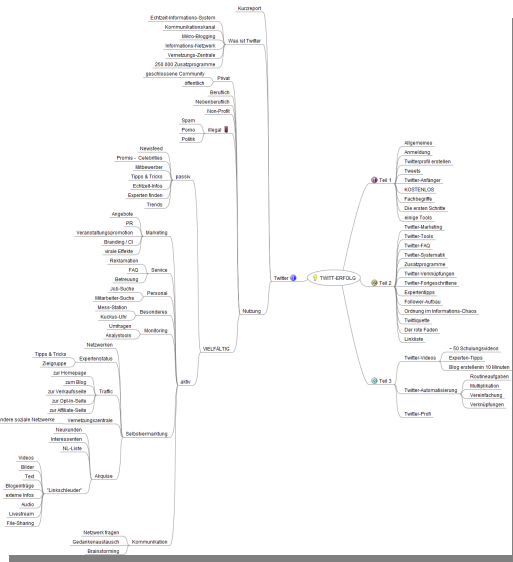 Kurzreport
Echtzeit-Informations-System
Kommunikationskanal
Mikro-Blogging
Informations-Netzwerk
Vernetzungs-Zentrale
250.000 Zusatzprogramme
Was ist Twitter
geschlossene Community
öffentlich
Privat
Beruflich
Nebenberuflich
Non-Profit
Spam
Porno
Politik
Illegal
Newsfeed
Promis - Celebrities
Mitbewerber
Tipps & Tricks
Echtzeit-Infos
Experten finden
Trends
passiv
Angebote
PR
Veranstaltungspromotion
Branding / CI
virale Effekte
Marketing
Reklamation
FAQ
Betreuung
Service
Job-Suche
Mitarbeiter-Suche
Personal
Mess-Station
Kuckus-Uhr
Besonderes
Umfragen
Analystools
Monitoring
Netzwerken
Tipps & Tricks
Zielgruppe
Expertenstatus
zur Homepage
zum Blog
zur Verkaufsseite
zur Opt-In-Seite
zur Affiliate-Seite
Traffic
andere soziale Netzwerke
Vernetzungszentrale
Neukunden
Interessenten
NL-Liste
Videos
Bilder
Text
Blogeinträge
externe Infos
Audio
Livestream
File-Sharing
"Linkschleuder"
Akquise
Selbstvermarktung
Netzwerk fragen
Gedankenaustausch
Brainstorming
Kommunikation
aktiv
VIELFÄLTIG
Nutzung
Twitter
TWITT-ERFOLG
Teil 1
Allgemeines
Anmeldung
Twitterprofil erstellen
Tweets
Twitter-Anfänger
KOSTENLOS
Fachbegriffe
Die ersten Schritte
einige Tools
Teil 2
Twitter-Marketing
Twitter-Tools
Twitter-FAQ
Twitter-Systematik
Zusatzprogramme
Twitter-Verknüpfungen
Twitter-Fortgeschrittene
Expertentipps
Follower-Aufbau
Ordnung im Informations-Chaos
Twittiquette
Der rote Faden
Linkliste
Teil 3
Twitter-Videos
~ 50 Schulungsvideos
Experten-Tipps
Blog erstellen in 10 Minuten
Twitter-Automatisierung
Routineaufgaben
Multiplikation
Vereinfachung
Verknüpfungen
Twitter-Profi